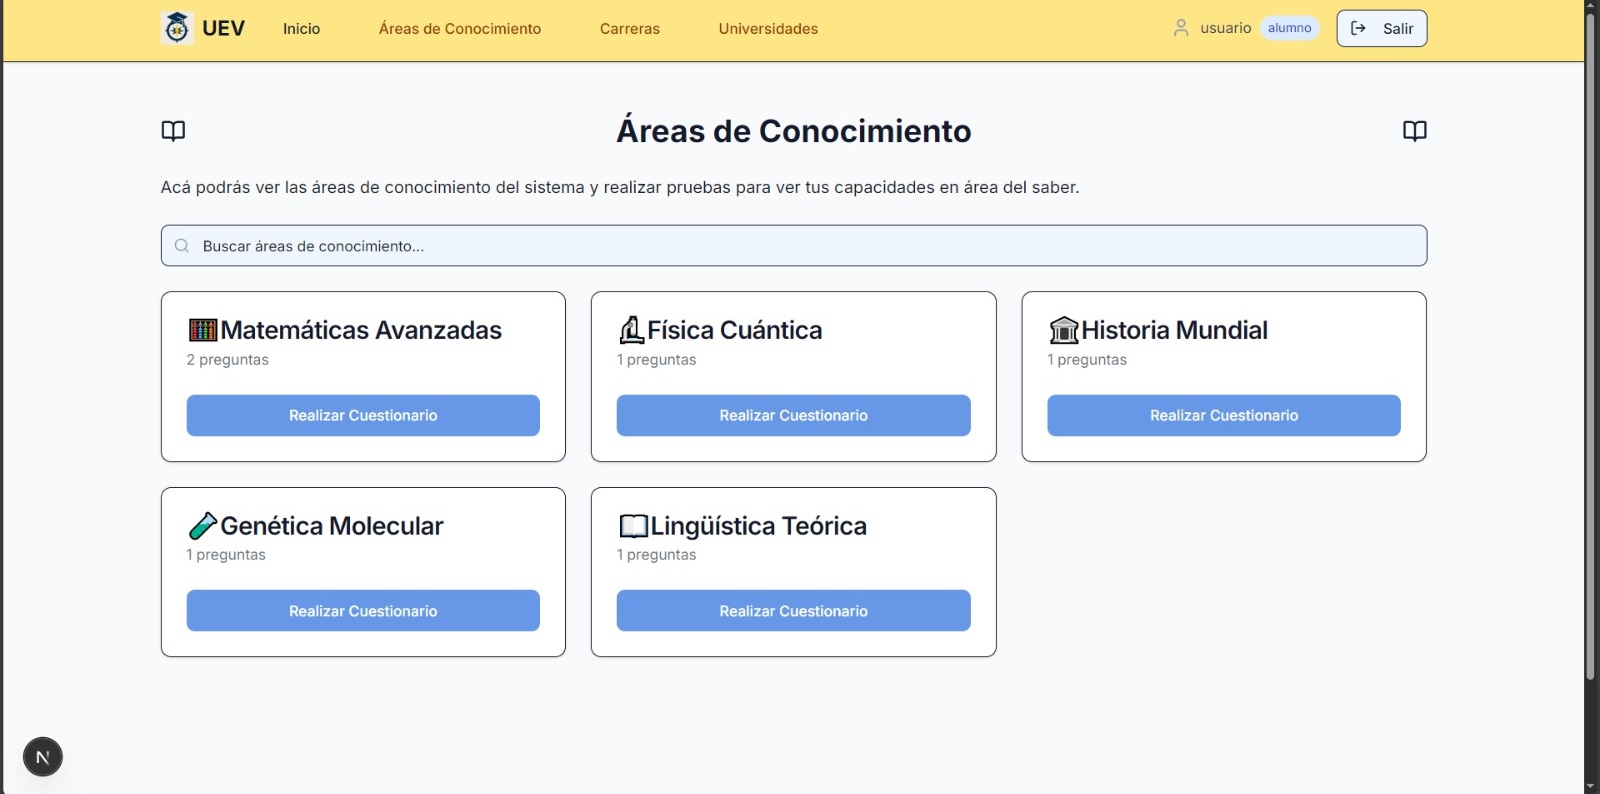 UEV Inicio Áreas de Conocimiento Carreras Universidades usuario alumno Salir
Áreas de Conocimiento
Acá podrás ver las áreas de conocimiento del sistema y realizar pruebas para ver tus capacidades en área del saber.
Buscar áreas de conocimiento...
Matemáticas Avanzadas
2 preguntas
Realizar Cuestionario
Física Cuántica
1 preguntas
Realizar Cuestionario
Historia Mundial
1 preguntas
Realizar Cuestionario
Genética Molecular
1 preguntas
Realizar Cuestionario
Lingüística Teórica
1 preguntas
Realizar Cuestionario
N